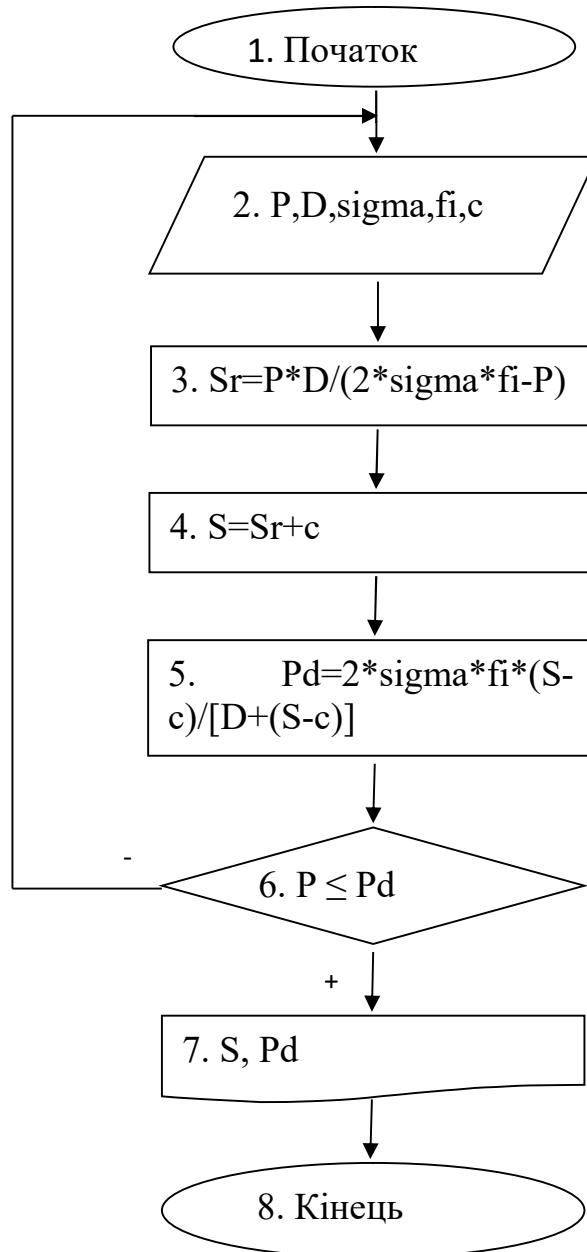 1. Початок
2. P,D,sigma,fi,c
3. Sr=P*D/(2*sigma*fi-P)
4. S=Sr+c
5. Pd=2*sigma*fi*(S-
c)/[D+(S-c)]
-
6. P ≤ Pd
+
7. S, Pd
8. Кінець